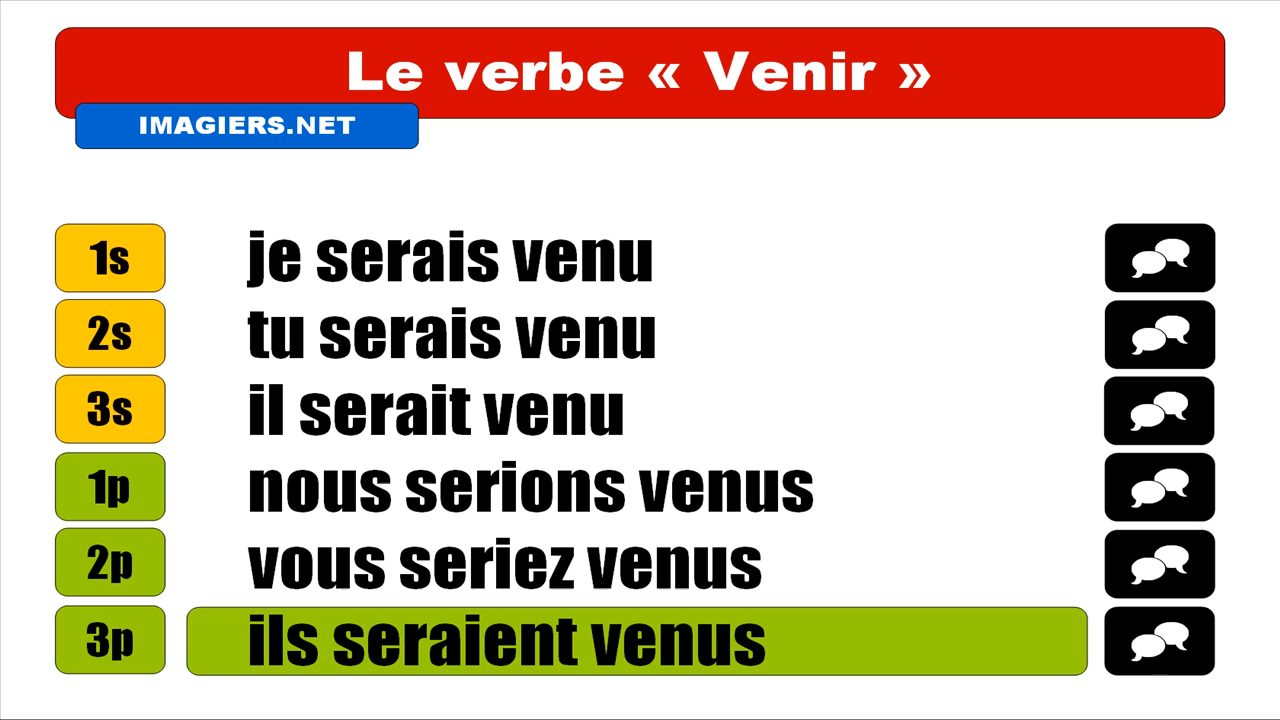 Le verbe « Venir »
IMAGIERS.NET
1s je serais venu
2s tu serais venu
3s il serait venu
1p nous serions venus
2p vous seriez venus
3p ils seraient venus